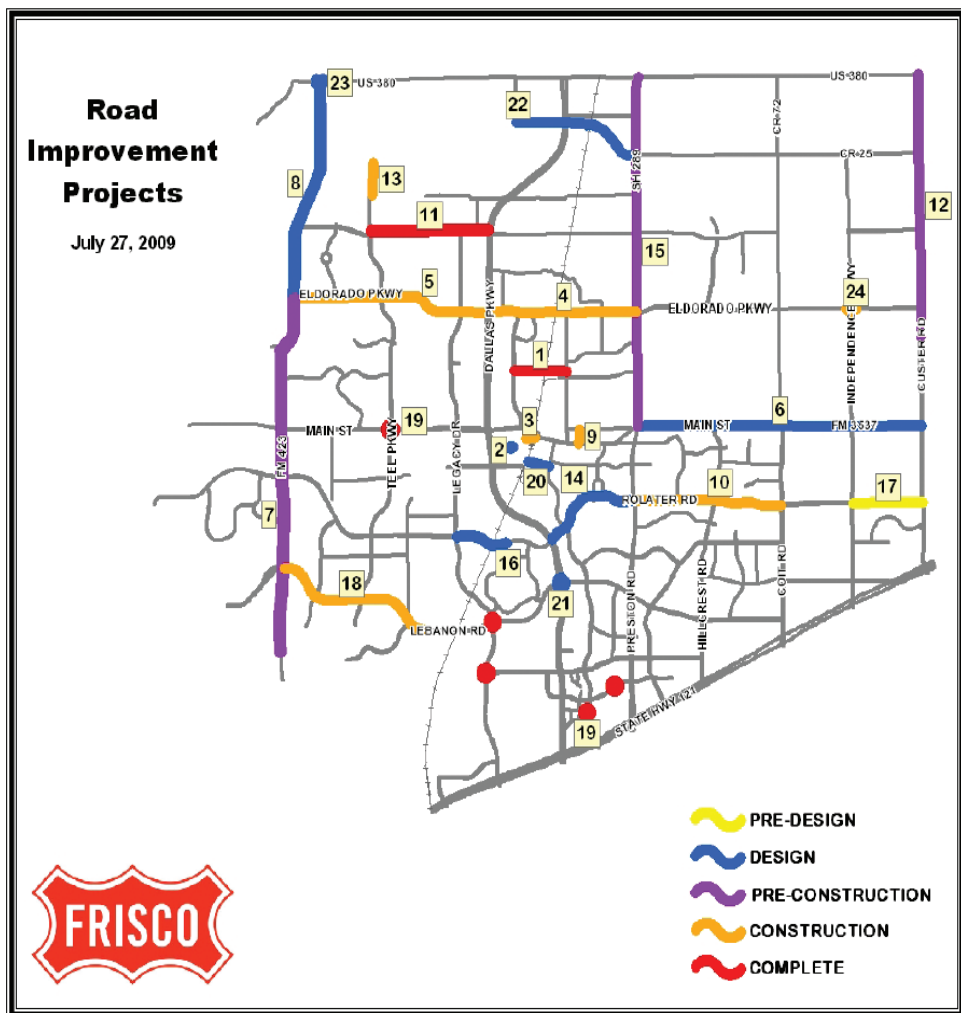 Road
Improvement
Projects
July 27, 2009
23
US 380
US 380
22
CR 72
CR 25
8
13
SH 289
12
11
15
5
ELDORADO PKWY
4
ELDORADO PKWY
24
INDEPENDENCE PKWY
DALLAS PKWY
1
CUSTER RD
19
MAIN ST
TEEL PKWY
LEGACY DR
3
9
MAIN ST
6
FM 3537
2
FM 423
20
14
ROLATER RD
10
17
7
16
18
21
PRESTON RD
HILLCREST RD
COIT RD
LEBANON RD
19
STATE HWY 121
PRE-DESIGN
DESIGN
PRE-CONSTRUCTION
CONSTRUCTION
COMPLETE
FRISCO